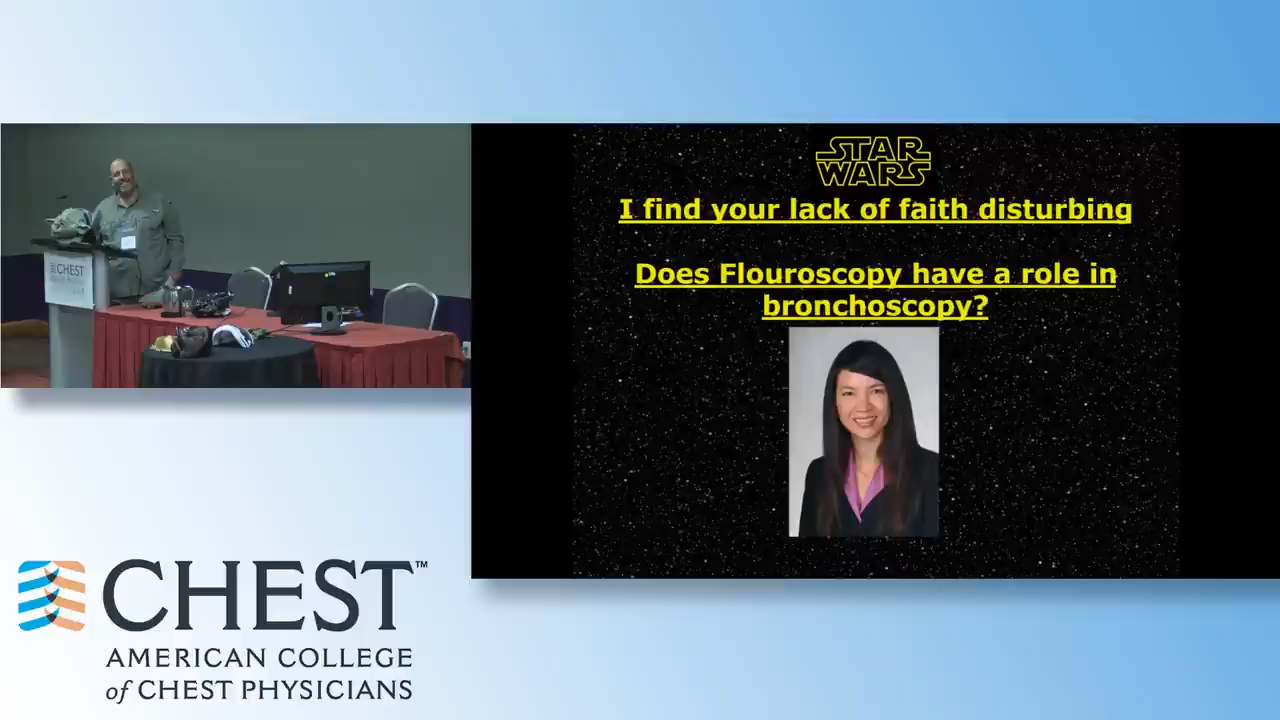 STAR
WARS
I find your lack of faith disturbing
Does Flouroscopy have a role in
bronchoscopy?
CHEST
CHEST™
AMERICAN COLLEGE
of CHEST PHYSICIANS